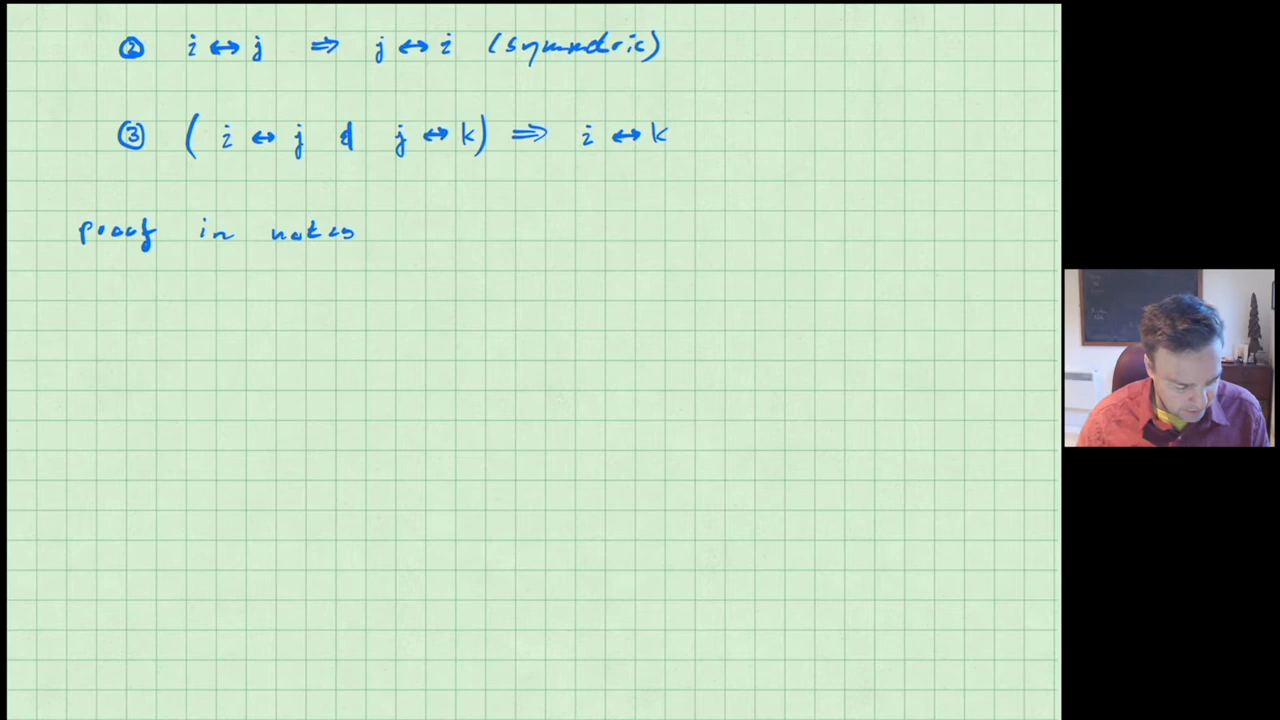 ② i ↔ j ⇒ j ↔ i (symmetric)
③ ( i ↔ j & j ↔ k) ⇒ i ↔ k
proof in notes